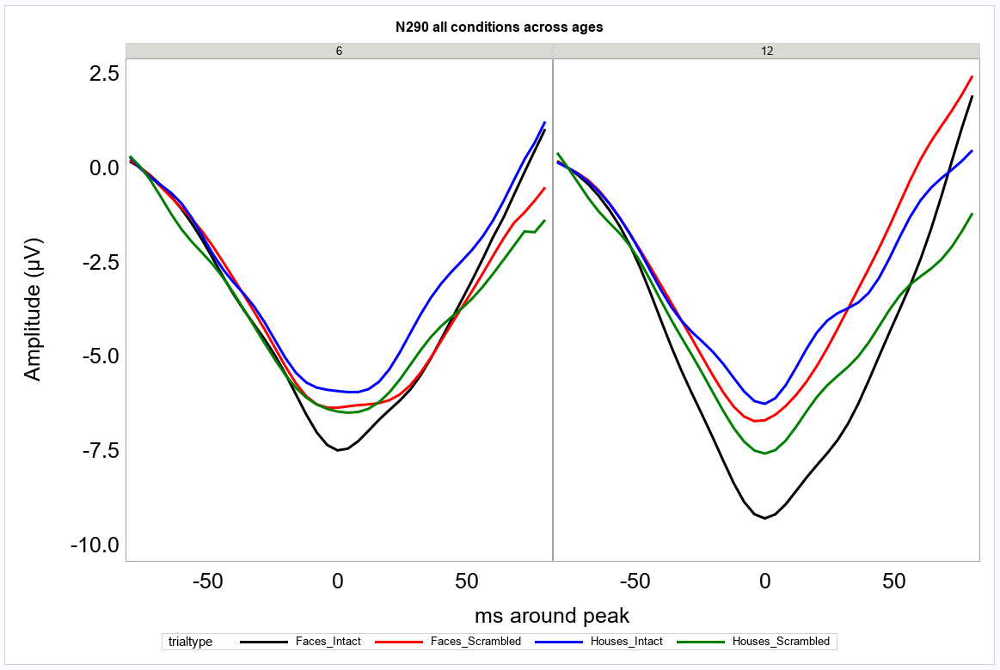 N290 all conditions across ages
6
12
2.5
0.0
-2.5
-5.0
-7.5
-10.0
Amplitude (µV)
-50 0 50 -50 0 50
ms around peak
trialtype Faces_Intact Faces_Scrambled Houses_Intact Houses_Scrambled